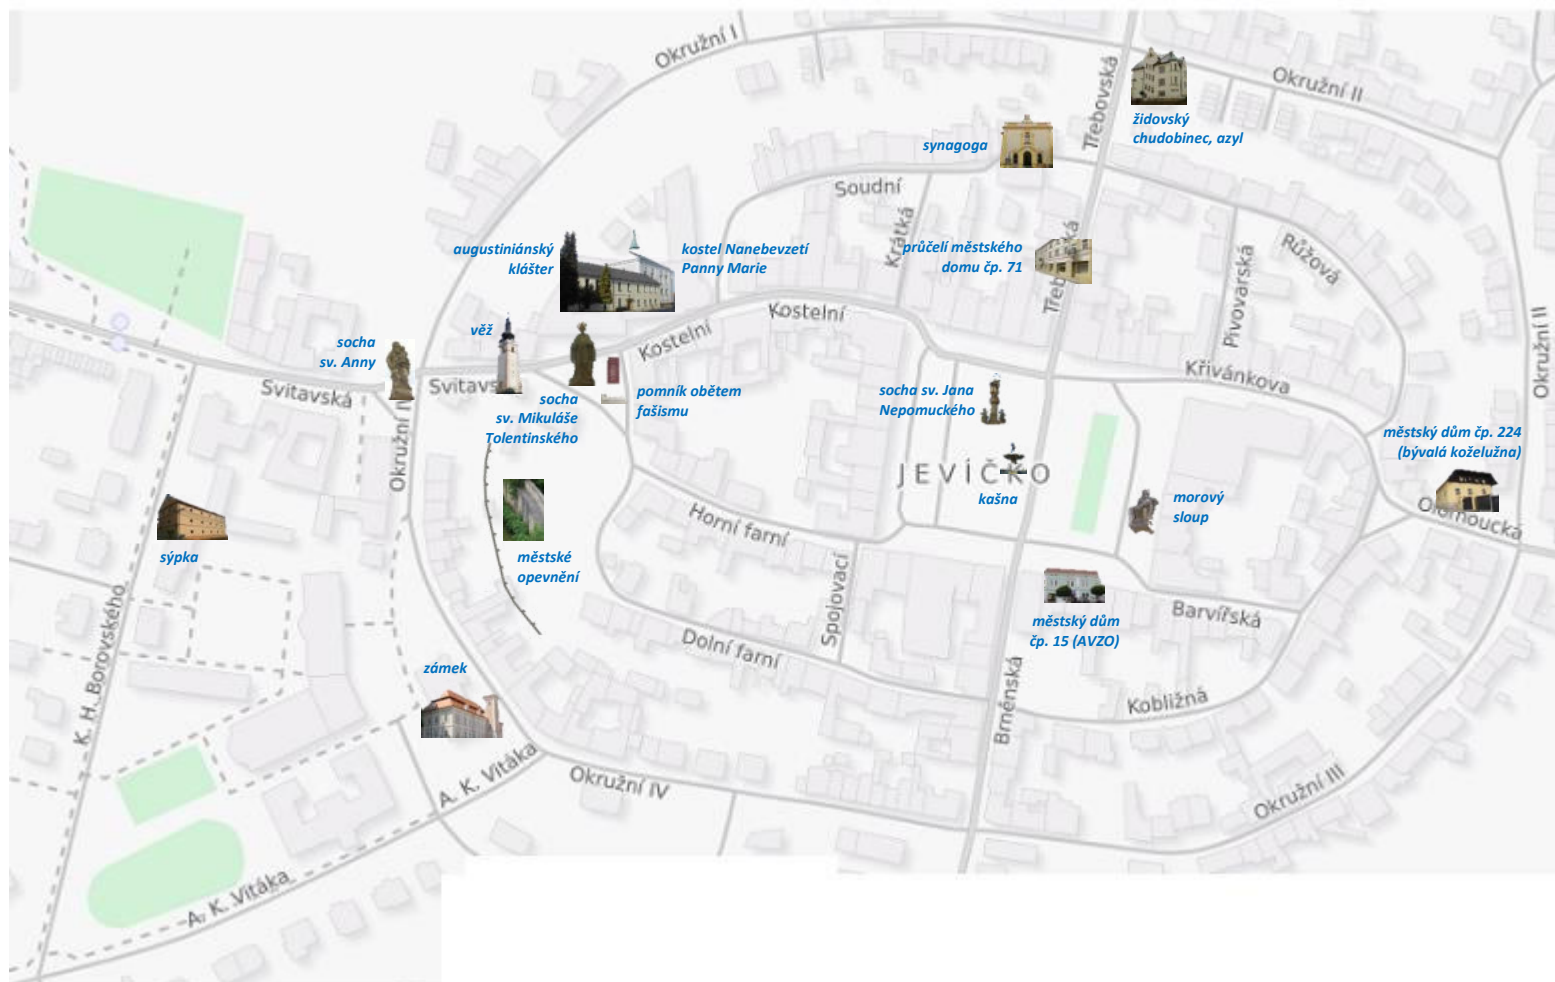 Okružní I
Třebovská
Okružní II
židovský
chudobinec, azyl
synagoga
Soudní
Krátká
augustiniánský
klášter
kostel Nanebevzetí
Panny Marie
průčelí městského
domu čp. 71
Růžová
Pivovarská
Okružní II
Kostelní
Kostelní
věž
socha
sv. Anny
Svitavská
Svitavs
socha
sv. Mikuláše
Tolentinského
pomník obětem
fašismu
socha sv. Jana
Nepomuckého
Křivánkova
městský dům čp. 224
(bývalá koželužna)
Olomoucká
JEVÍČKO
kašna
morový
sloup
Okružní IV
sýpka
městské
opevnění
Horní farní
Spojovací
městský dům
čp. 15 (AVZO)
Barvířská
K. H. Borovského
zámek
Dolní farní
Brněnská
Kobližná
A. K. Vitáka
Okružní IV
Okružní III
A. K. Vitáka